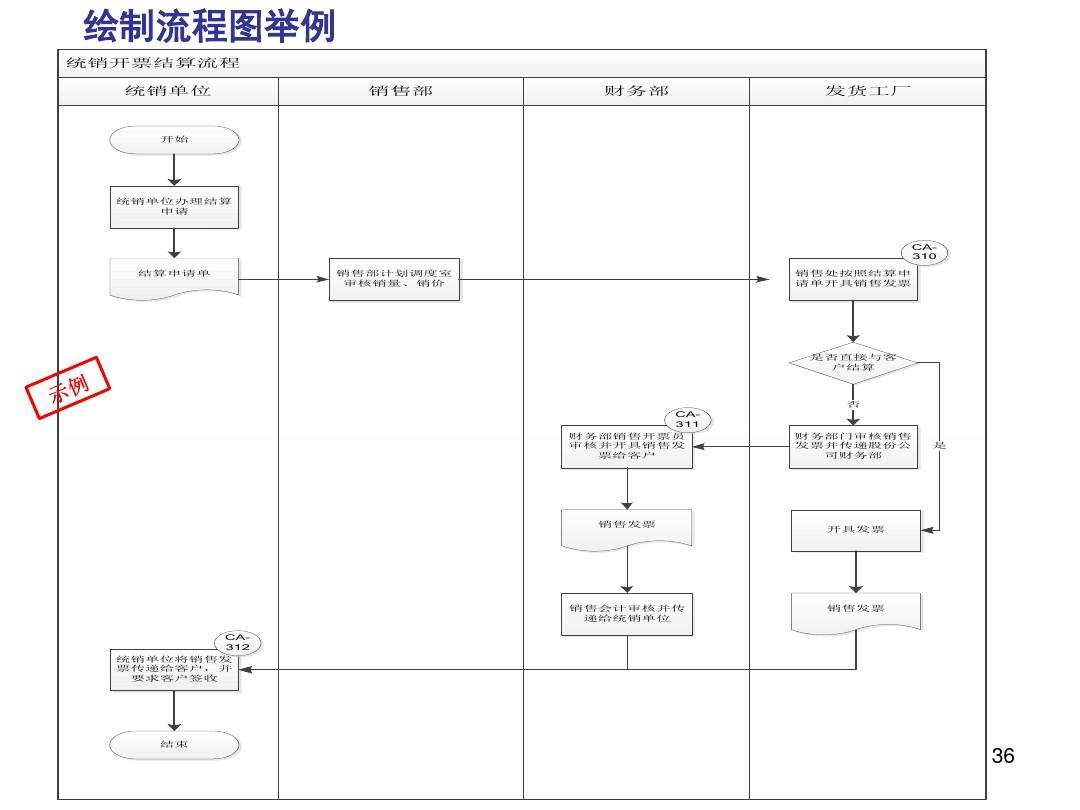 绘制流程图举例
统销开票结算流程
统销单位
销售部
财务部
发货工厂
开始
统销单位办理结算
申请
结算申请单
销售部计划调度室
审核销量、销价
CA-
310
销售处按照结算申
请单开具销售发票
是否直接与客
户结算
否
是
示例
CA-
311
财务部销售开票员
审核并开具销售发
票给客户
财务部门审核销售
发票并传递股份公
司财务部
销售发票
开具发票
销售会计审核并传
递给统销单位
销售发票
CA-
312
统销单位将销售发
票传递给客户，并
要求客户签收
结束
36